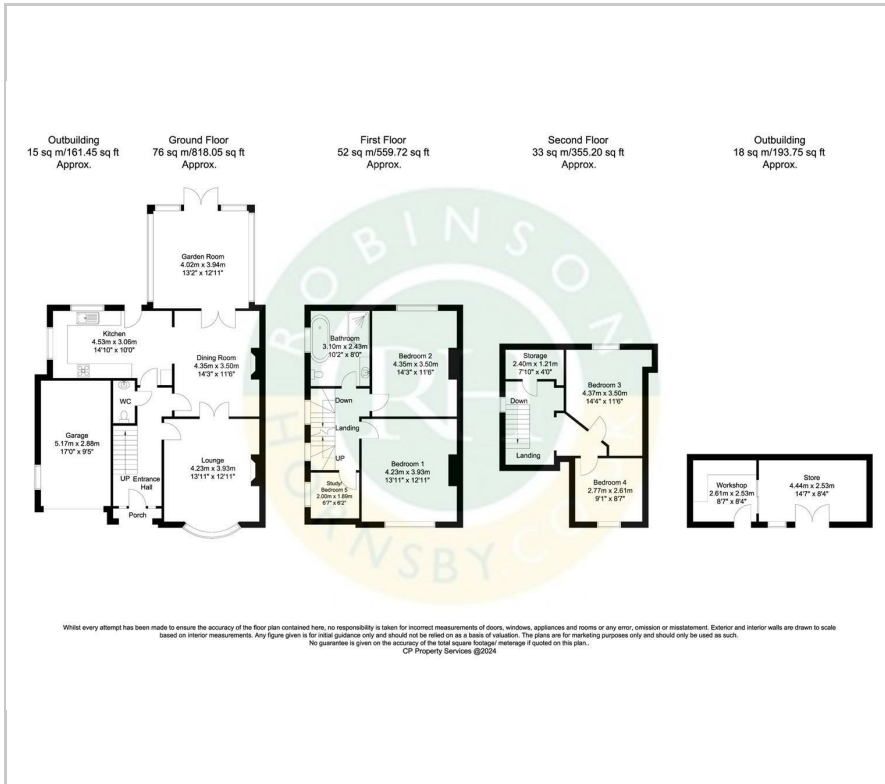 Outbuilding
15 sq m/161.45 sq ft
Approx.
Ground Floor
76 sq m/818.05 sq ft
Approx.
First Floor
52 sq m/559.72 sq ft
Approx.
Second Floor
33 sq m/355.20 sq ft
Approx.
Outbuilding
18 sq m/193.75 sq ft
Approx.
Garden Room
4.02m x 3.94m
13'2" x 12'11"
Kitchen
4.53m x 3.06m
14'10" x 10'0"
Dining Room
4.35m x 3.50m
14'3" x 11'6"
WC
Garage
5.17m x 2.88m
17'0" x 9'5"
Lounge
4.23m x 3.93m
13'11" x 12'11"
UP
Entrance
Hall
Porch
Bathroom
3.10m x 2.43m
10'2" x 8'0"
Bedroom 2
4.35m x 3.50m
14'3" x 11'6"
Down
Landing
UP
Bedroom 1
4.23m x 3.93m
13'11" x 12'11"
Study/
Bedroom 5
2.00m x 1.89m
6'7" x 6'2"
Storage
2.40m x 1.21m
7'10" x 4'0"
Bedroom 3
4.37m x 3.50m
14'4" x 11'6"
Down
Landing
Bedroom 4
2.77m x 2.61m
9'1" x 8'7"
Workshop
2.61m x 2.53m
8'7" x 8'4"
Store
4.44m x 2.53m
14'7" x 8'4"
ROBINSON
RH
HORNSBY.CO.UK
Whilst every attempt has been made to ensure the accuracy of the floor plan contained here, no responsibility is taken for incorrect measurements of doors, windows, appliances and rooms or any error, omission or misstatement. Exterior and interior walls are drawn to scale
based on interior measurements. Any figure given is for initial guidance only and should not be relied on as a basis of valuation. The plans are for marketing purposes only and should only be used as such.
No guarantee is given on the accuracy of the total square footage/ meterage if quoted on this plan..
CP Property Services @2024